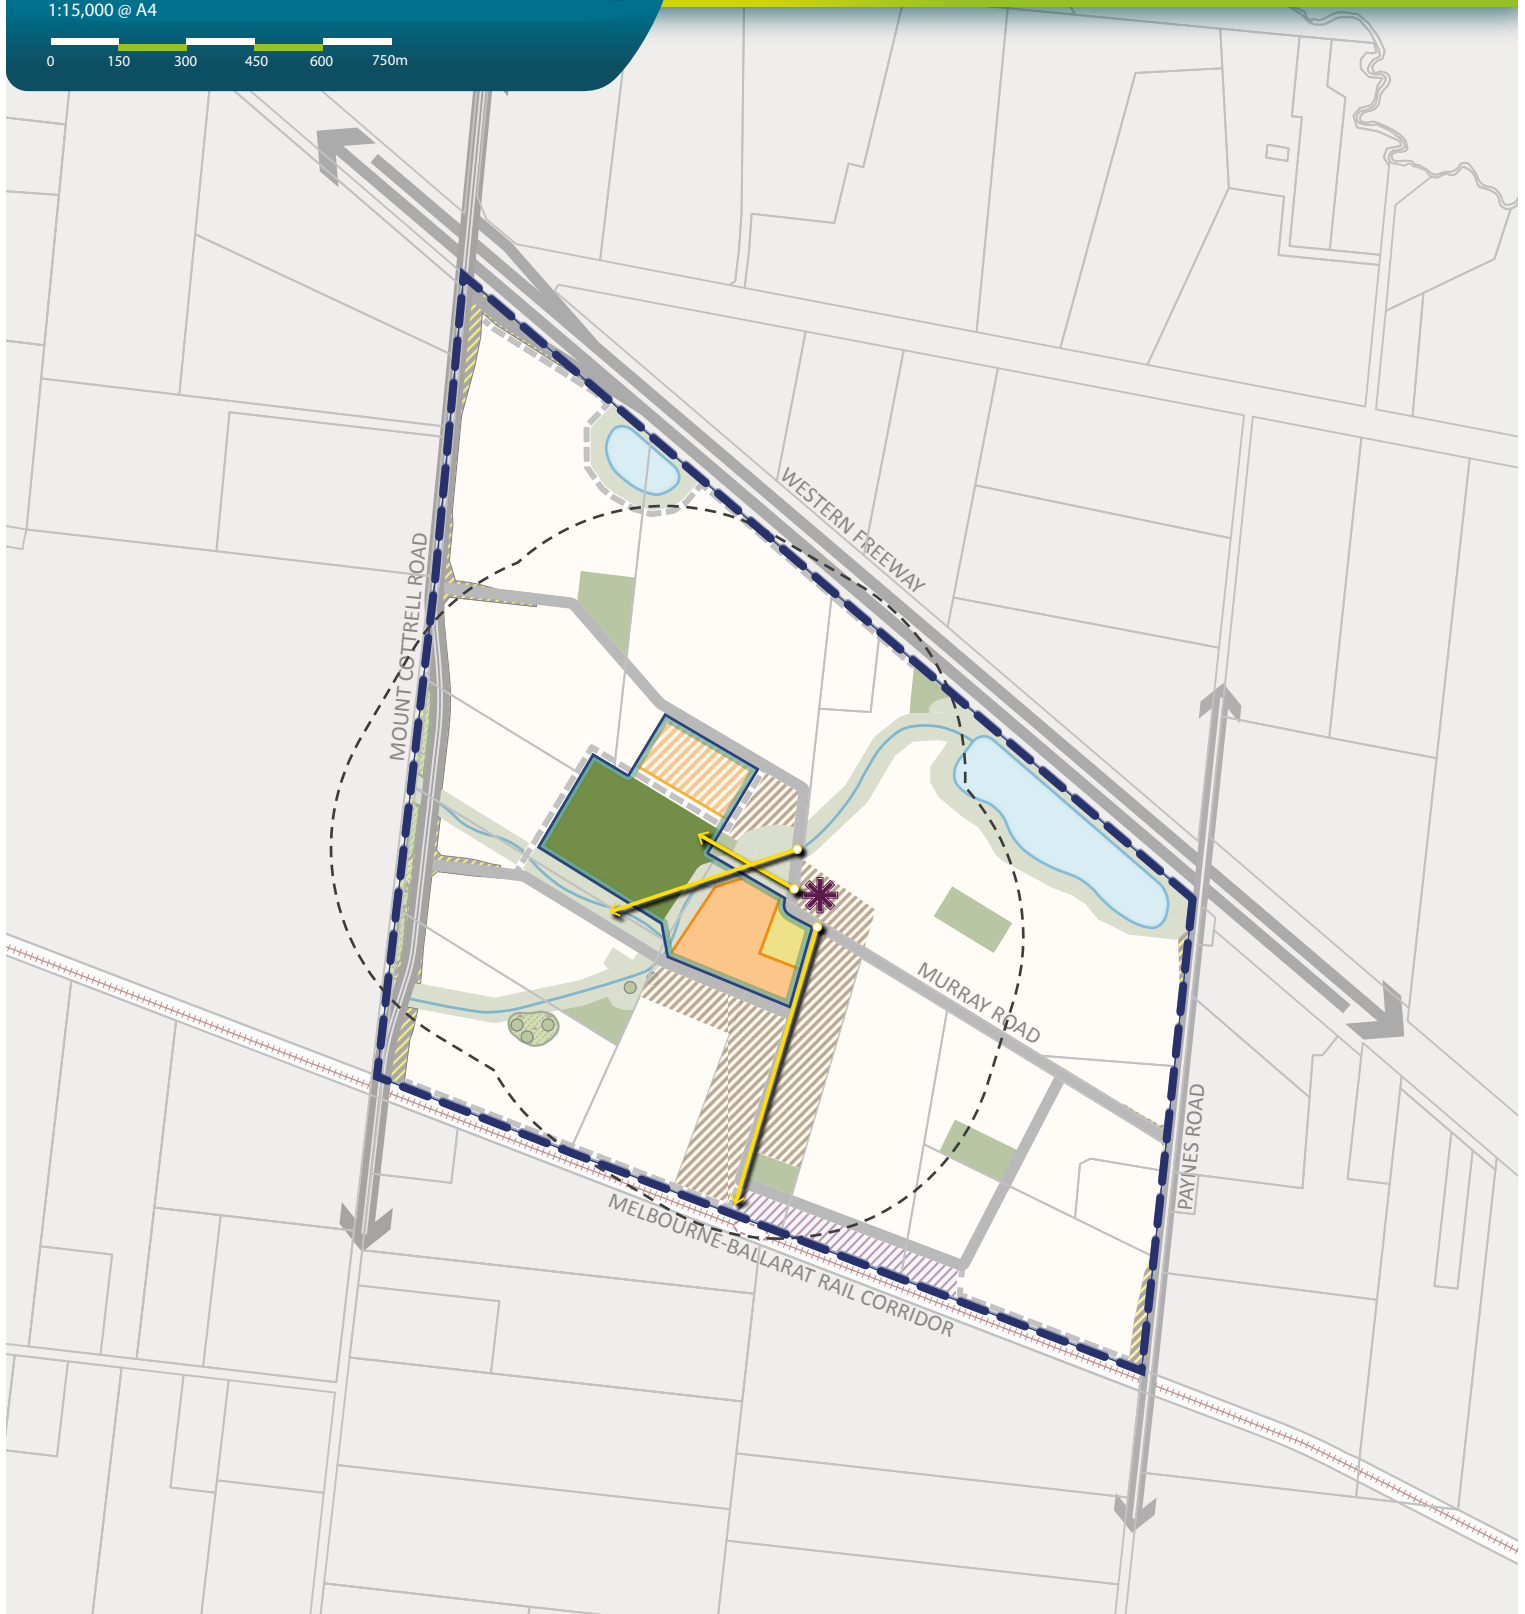 1:15,000 @ A4
0 150 300 450 600 750m
WESTERN FREEWAY
MOUNT COTTRELL ROAD
MURRAY ROAD
PAYNES ROAD
MELBOURNE-BALLARAT RAIL CORRIDOR